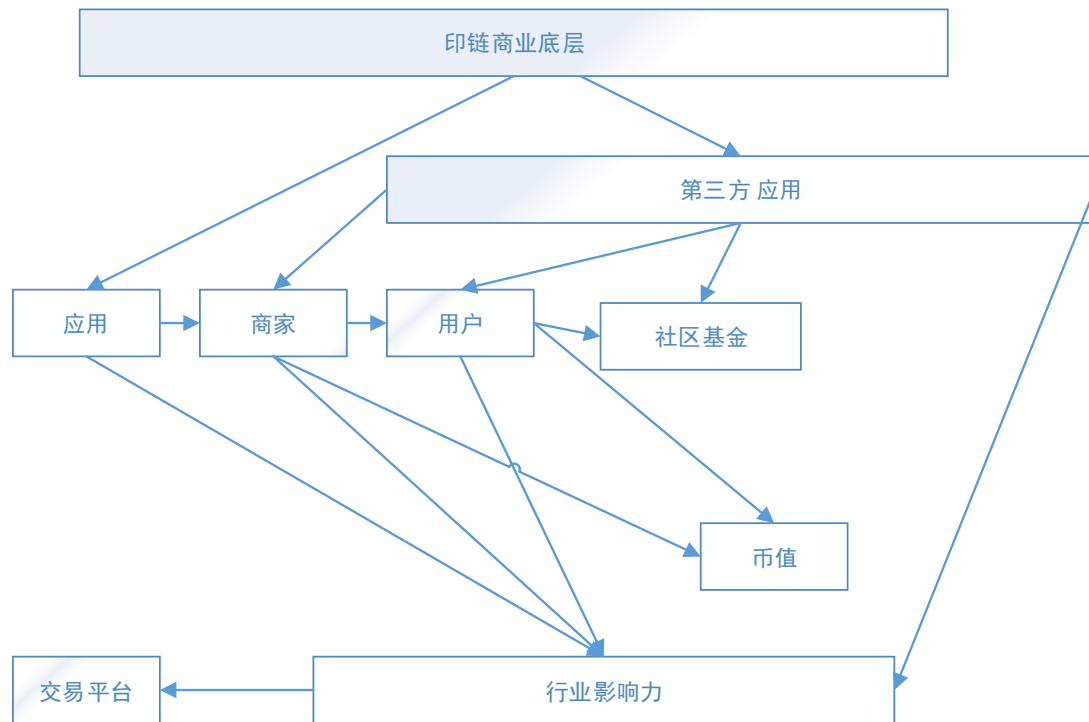 印链商业底层
第三方 应用
应用
商家
用户
社区基金
币值
交易平台
行业影响力